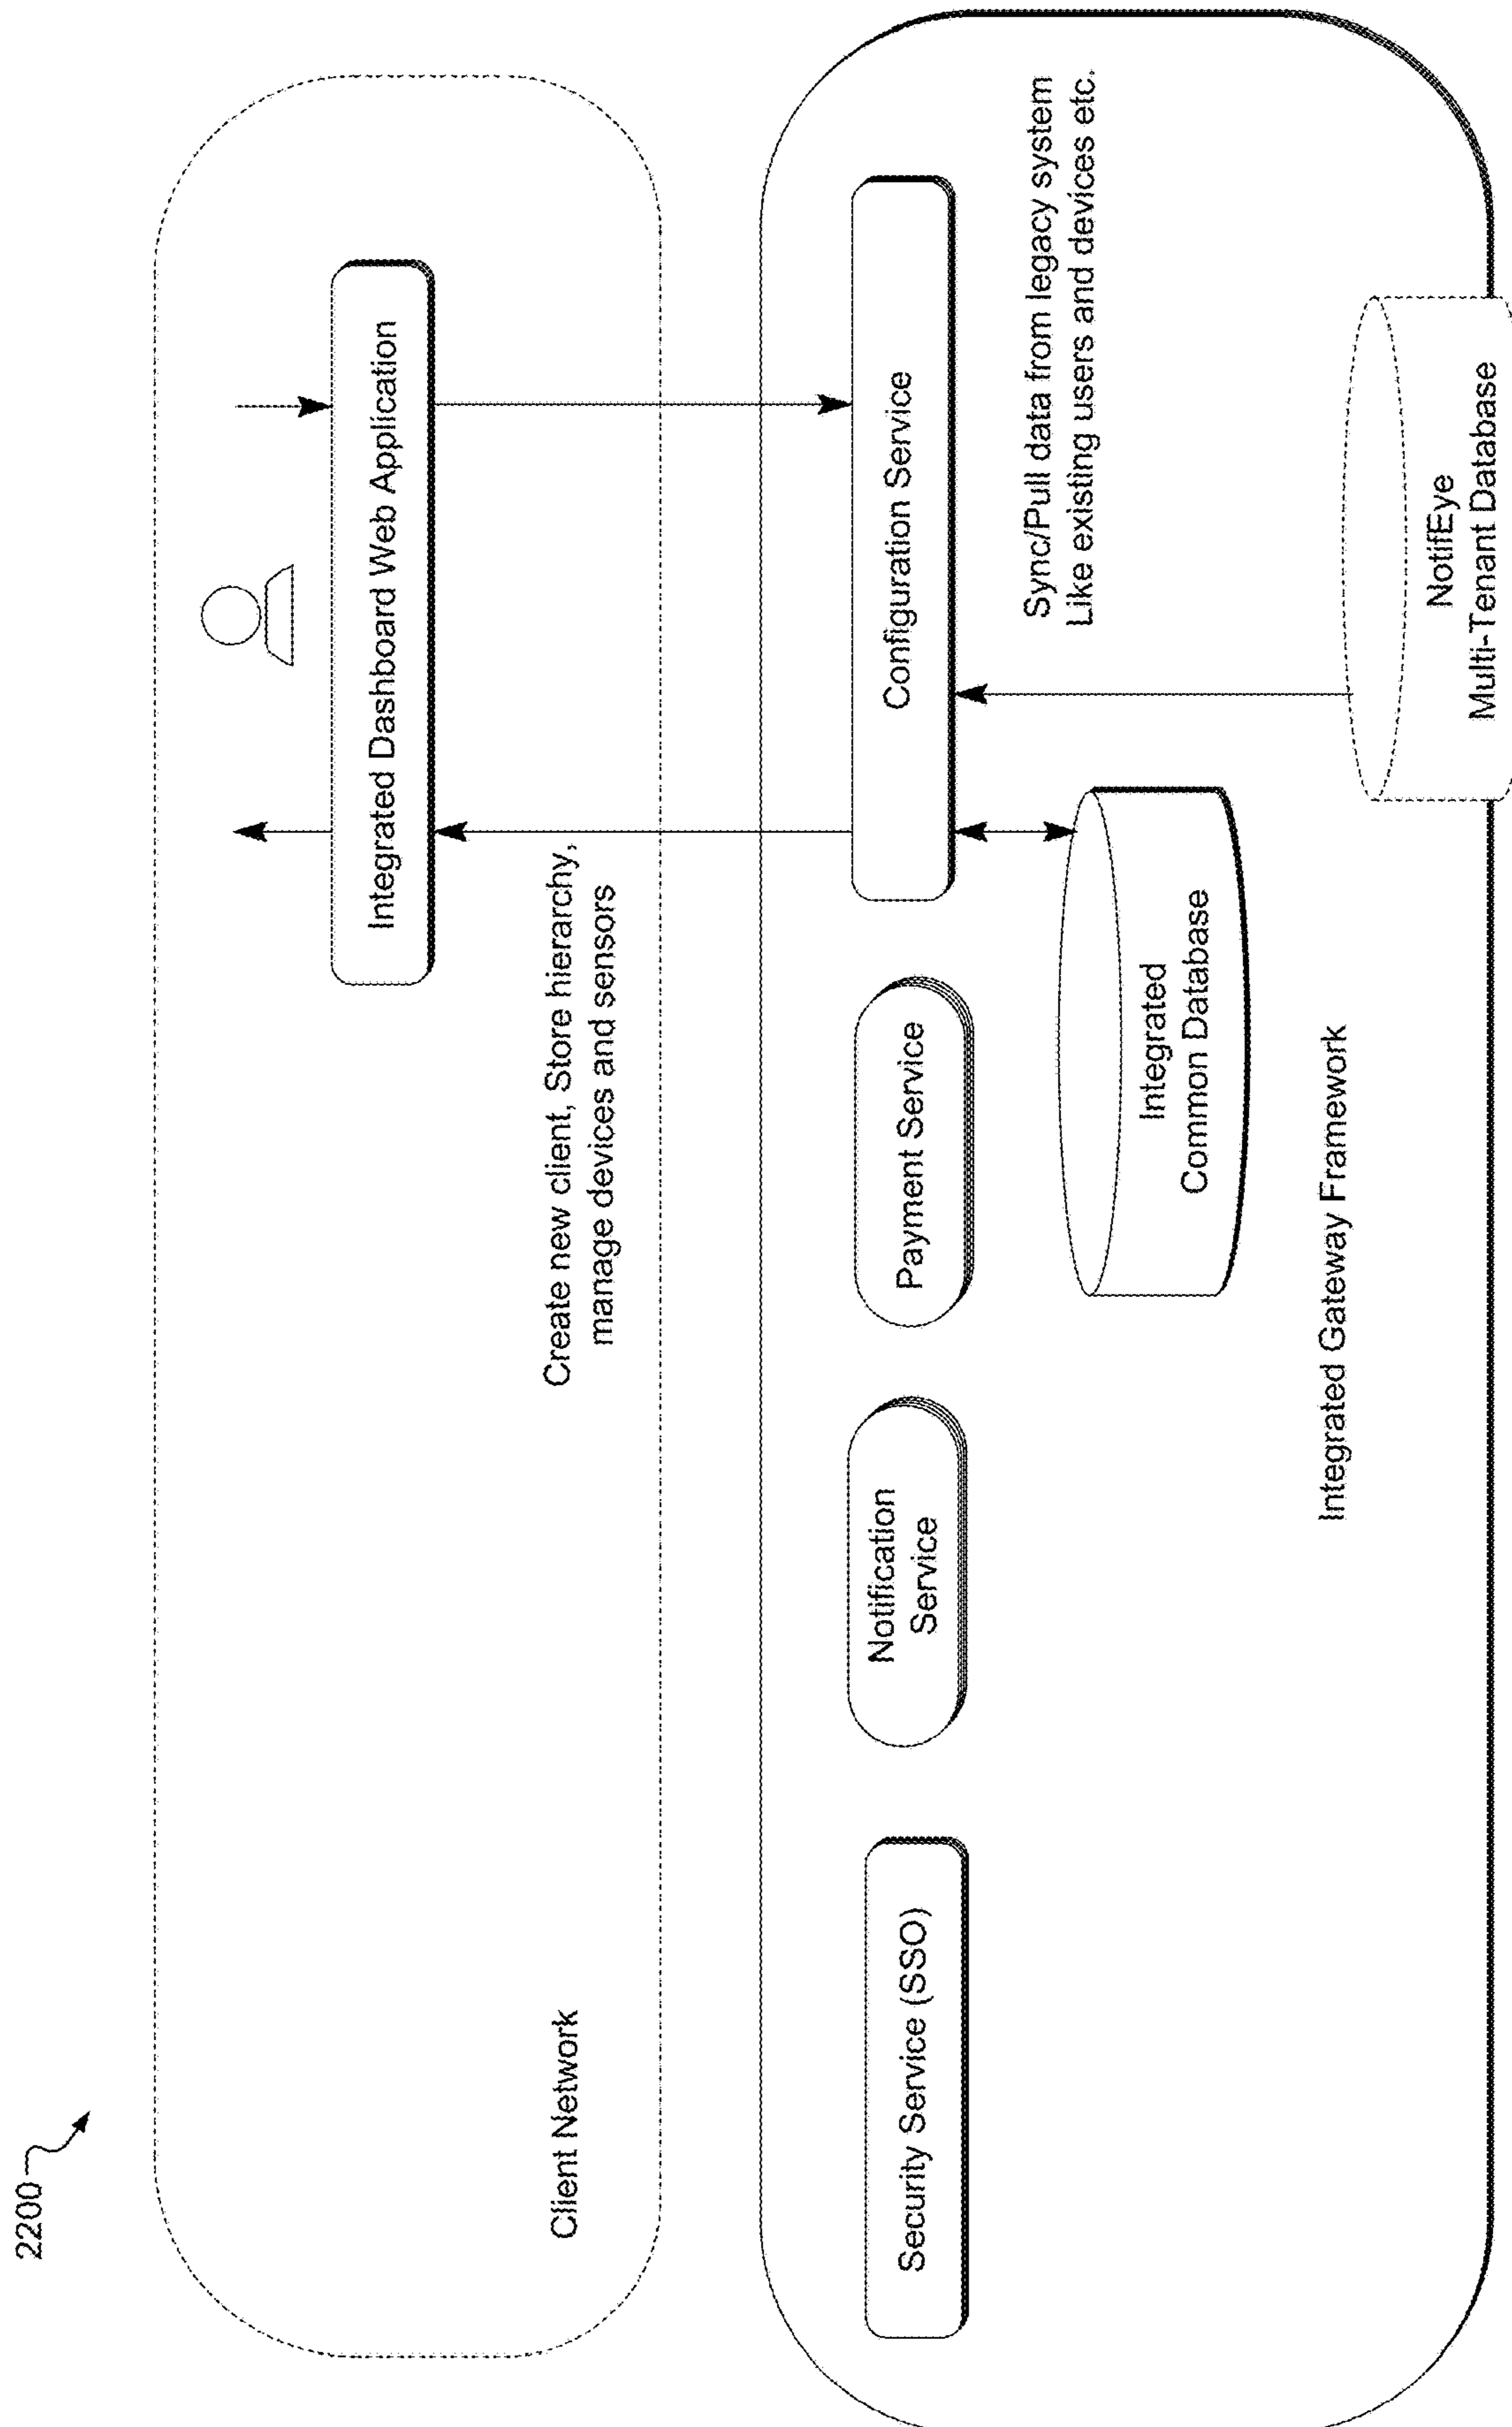 2200
Integrated Dashboard Web Application
Create new client, Store hierarchy,
manage devices and sensors
Client Network
Security Service (SSO)
Notification
Service
Payment Service
Configuration Service
Sync/Pull data from legacy system
Like existing users and devices etc.
Integrated
Common Database
Integrated Gateway Framework
NotifEye
Multi-Tenant Database